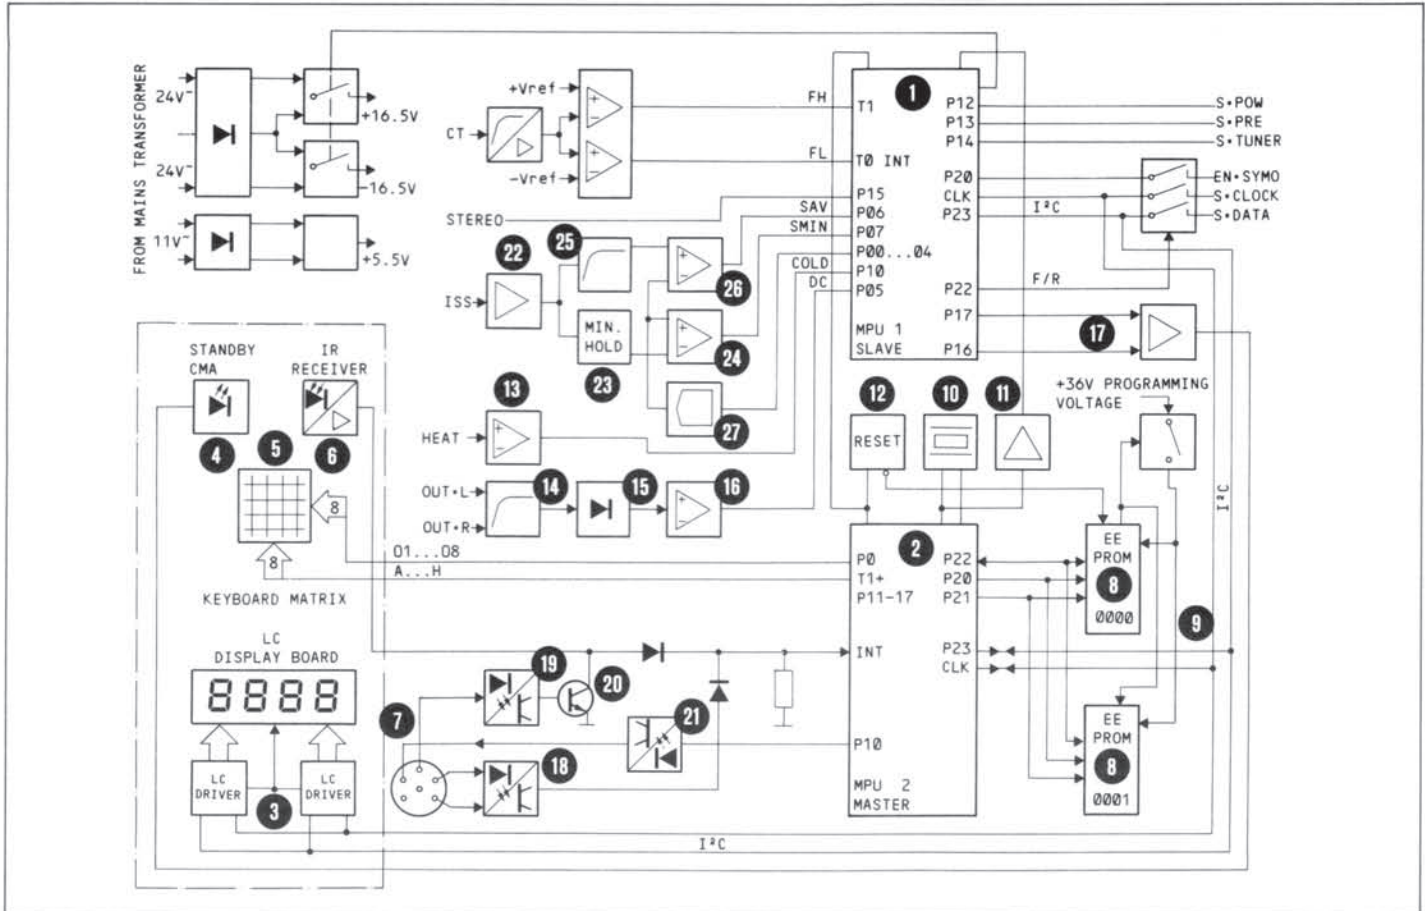 FROM MAINS TRANSFORMER
24V~
24V~
11V~
+16.5V
-16.5V
+5.5V
+Vref
CT
-Vref
FH
FL
STEREO
SAV
SMIN
COLD
DC
ISS
22
25
26
MIN.
HOLD
23
24
27
HEAT
13
OUT•L
OUT•R
14
15
16
1
T1
T0 INT
P15
P06
P07
P00...04
P10
P05
MPU 1
SLAVE
P12
P13
P14
P20
CLK
P23
P22
P17
P16
S•POW
S•PRE
S•TUNER
EN•SYMO
S•CLOCK
S•DATA
I²C
F/R
17
+36V PROGRAMMING
VOLTAGE
12
10
11
RESET
STANDBY
CMA
IR
RECEIVER
4
5
6
8
8
KEYBOARD MATRIX
01...08
A...H
LC
DISPLAY BOARD
8888
LC
DRIVER
LC
DRIVER
3
7
19
20
18
21
2
P0
T1+
P11-17
INT
P10
MPU 2
MASTER
P22
P20
P21
P23
CLK
EE
PROM
8
0000
9
EE
PROM
8
0001
I²C
I²C